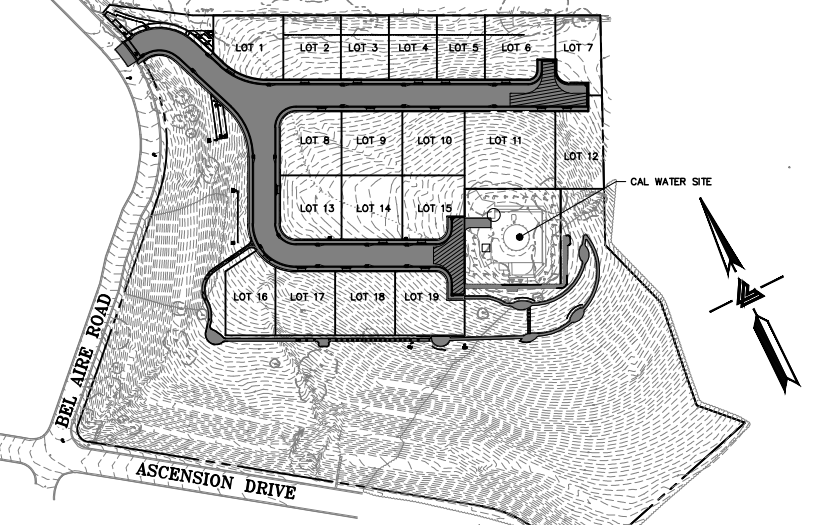 LOT 1
LOT 2
LOT 3
LOT 4
LOT 5
LOT 6
LOT 7
LOT 8
LOT 9
LOT 10
LOT 11
LOT 12
CAL WATER SITE
LOT 13
LOT 14
LOT 15
LOT 16
LOT 17
LOT 18
LOT 19
BEL AIRE ROAD
ASCENSION DRIVE